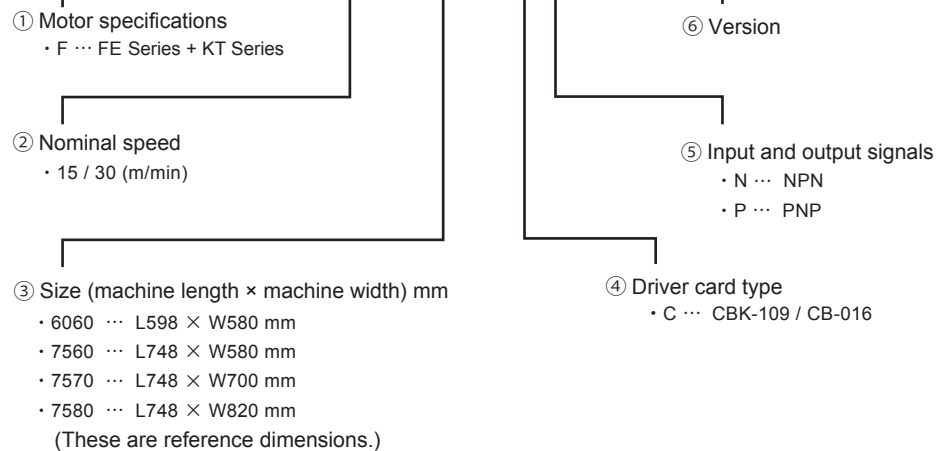 ① Motor specifications
・F … FE Series + KT Series
② Nominal speed
・15 / 30 (m/min)
③ Size (machine length × machine width) mm
・6060 … L598 × W580 mm
・7560 … L748 × W580 mm
・7570 … L748 × W700 mm
・7580 … L748 × W820 mm
(These are reference dimensions.)
⑥ Version
⑤ Input and output signals
・N … NPN
・P … PNP
④ Driver card type
・C … CBK-109 / CB-016